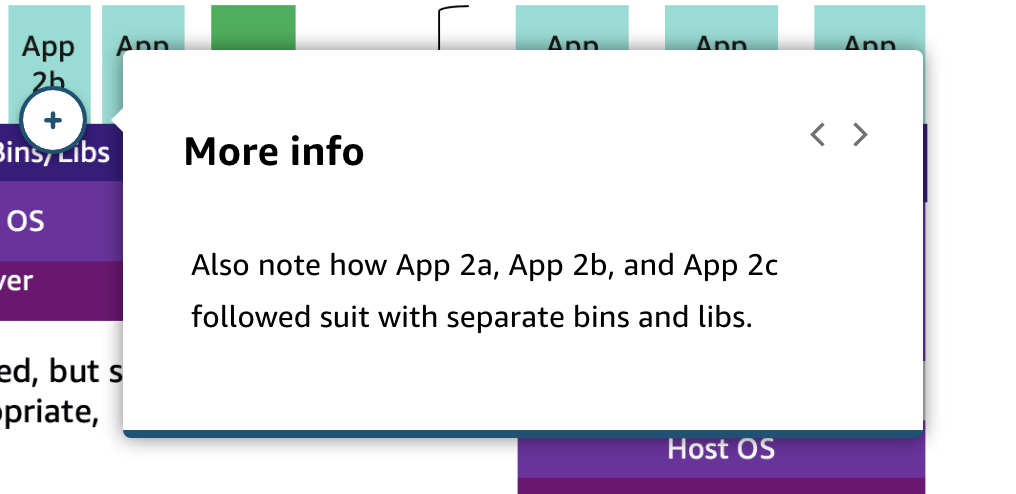 App
2b
App
App
App
App
Bins/Libs
OS
ver
More info
Also note how App 2a, App 2b, and App 2c
followed suit with separate bins and libs.
ed, but s
opriate,
Host OS